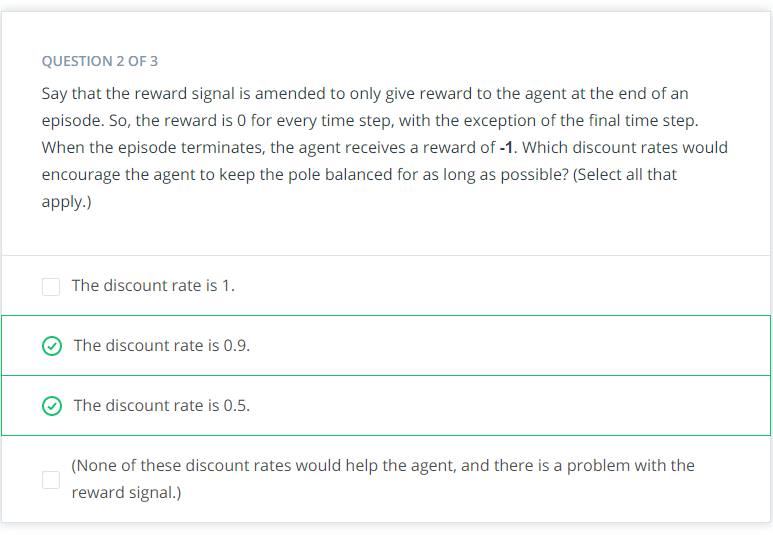 QUESTION 2 OF 3
Say that the reward signal is amended to only give reward to the agent at the end of an
episode. So, the reward is 0 for every time step, with the exception of the final time step.
When the episode terminates, the agent receives a reward of -1. Which discount rates would
encourage the agent to keep the pole balanced for as long as possible? (Select all that
apply.)
The discount rate is 1.
The discount rate is 0.9.
The discount rate is 0.5.
(None of these discount rates would help the agent, and there is a problem with the
reward signal.)